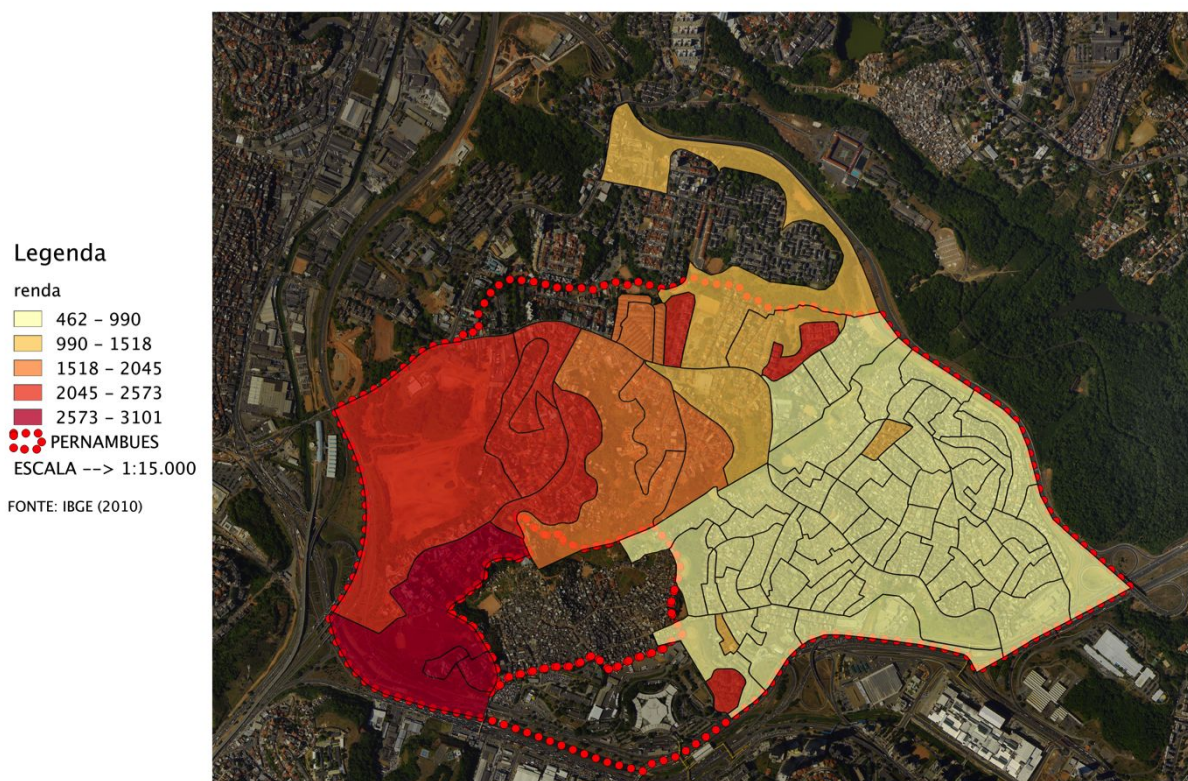 Legenda
renda
462 – 990
990 – 1518
1518 – 2045
2045 – 2573
2573 – 3101
PERNAMBUES
ESCALA --> 1:15.000
FONTE: IBGE (2010)